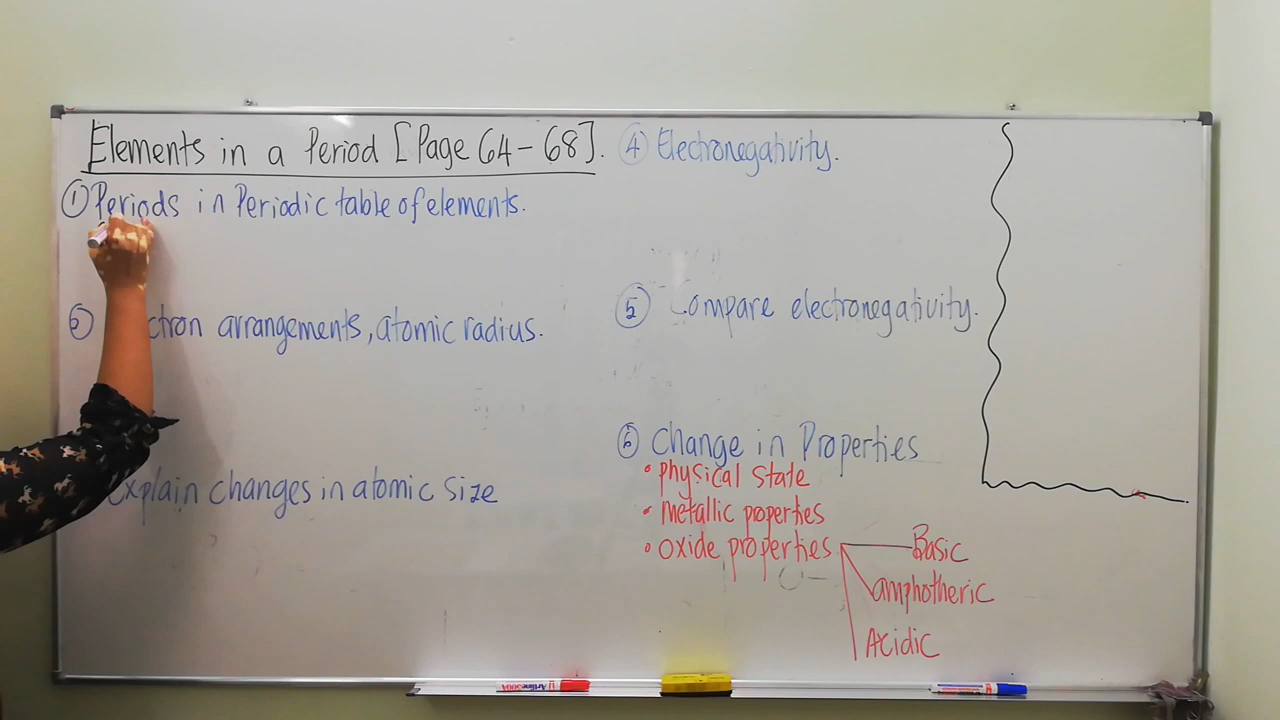 Elements in a Period [Page 64-68].
① Periods in Periodic table of elements.
② arrangements, atomic radius.
Explain changes in atomic size
④ Electronegativity.
⑤ Compare electronegativity.
⑥ Change in Properties
• physical state
• metallic properties
• oxide properties
Basic
amphotheric
Acidic
Artline 500A